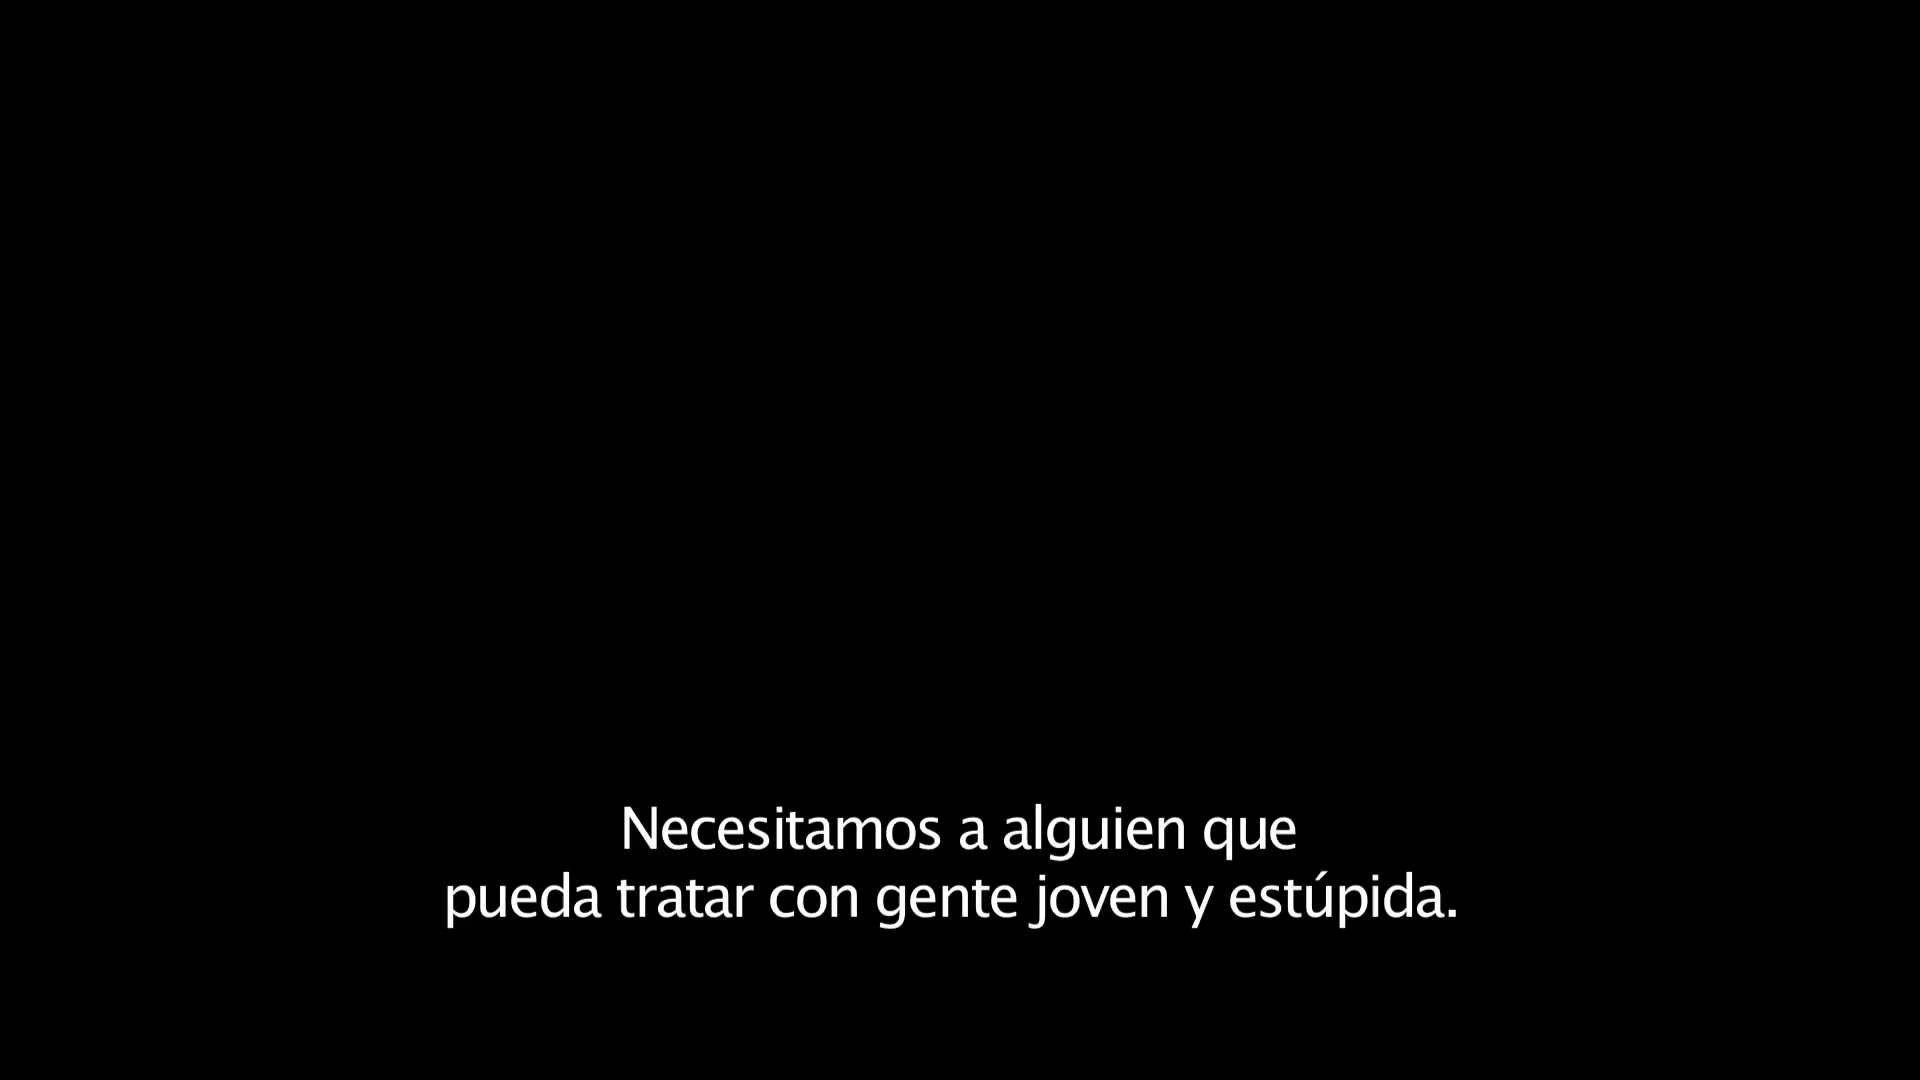 Necesitamos a alguien que
pueda tratar con gente joven y estúpida.